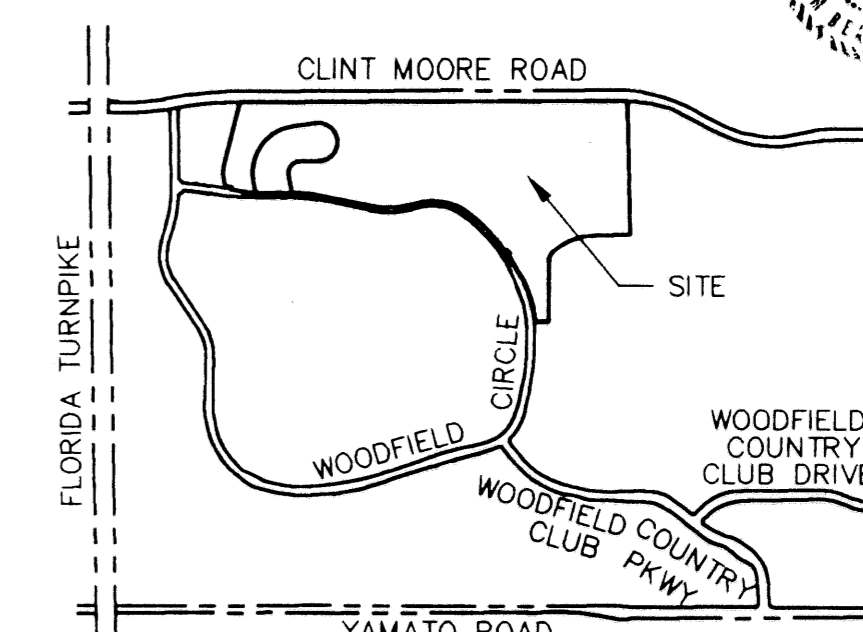 CLINT MOORE ROAD
FLORIDA TURNPIKE
SITE
CIRCLE
WOODFIELD
WOODFIELD
COUNTRY
CLUB DRIVE
WOODFIELD COUNTRY
CLUB PKWY
YAMATO ROAD